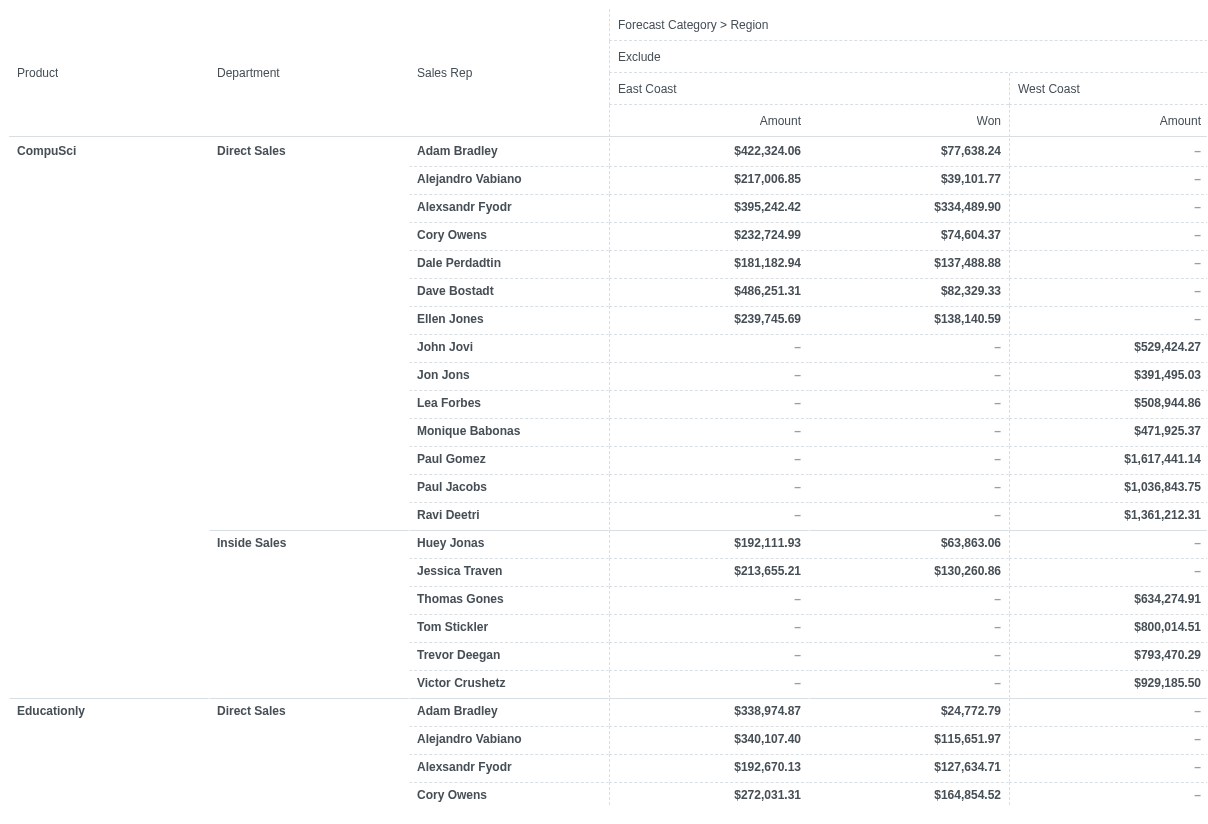 Forecast Category > Region
Exclude
Product Department Sales Rep
East Coast West Coast
Amount Won Amount
CompuSci Direct Sales Adam Bradley $422,324.06 $77,638.24 –
Alejandro Vabiano $217,006.85 $39,101.77 –
Alexsandr Fyodr $395,242.42 $334,489.90 –
Cory Owens $232,724.99 $74,604.37 –
Dale Perdadtin $181,182.94 $137,488.88 –
Dave Bostadt $486,251.31 $82,329.33 –
Ellen Jones $239,745.69 $138,140.59 –
John Jovi – – $529,424.27
Jon Jons – – $391,495.03
Lea Forbes – – $508,944.86
Monique Babonas – – $471,925.37
Paul Gomez – – $1,617,441.14
Paul Jacobs – – $1,036,843.75
Ravi Deetri – – $1,361,212.31
Inside Sales Huey Jonas $192,111.93 $63,863.06 –
Jessica Traven $213,655.21 $130,260.86 –
Thomas Gones – – $634,274.91
Tom Stickler – – $800,014.51
Trevor Deegan – – $793,470.29
Victor Crushetz – – $929,185.50
Educationly Direct Sales Adam Bradley $338,974.87 $24,772.79 –
Alejandro Vabiano $340,107.40 $115,651.97 –
Alexsandr Fyodr $192,670.13 $127,634.71 –
Cory Owens $272,031.31 $164,854.52 –